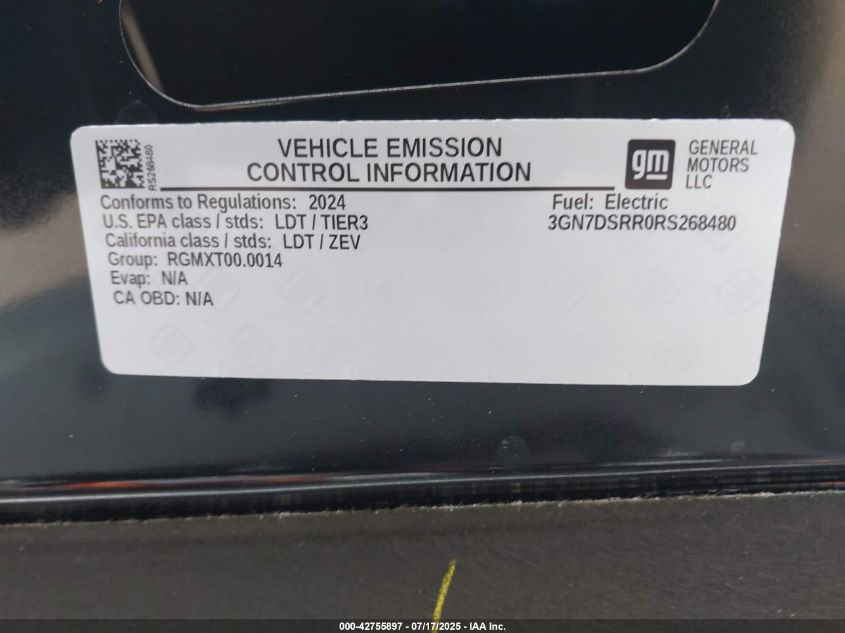 VEHICLE EMISSION
CONTROL INFORMATION
RS268480
gm
GENERAL
MOTORS
LLC
Conforms to Regulations: 2024
U.S. EPA class / stds: LDT / TIER3
California class / stds: LDT / ZEV
Group: RGMXT00.0014
Evap: N/A
CA OBD: N/A
Fuel: Electric
3GN7DSRR0RS268480
000-42755897 - 07/17/2025 - IAA Inc.